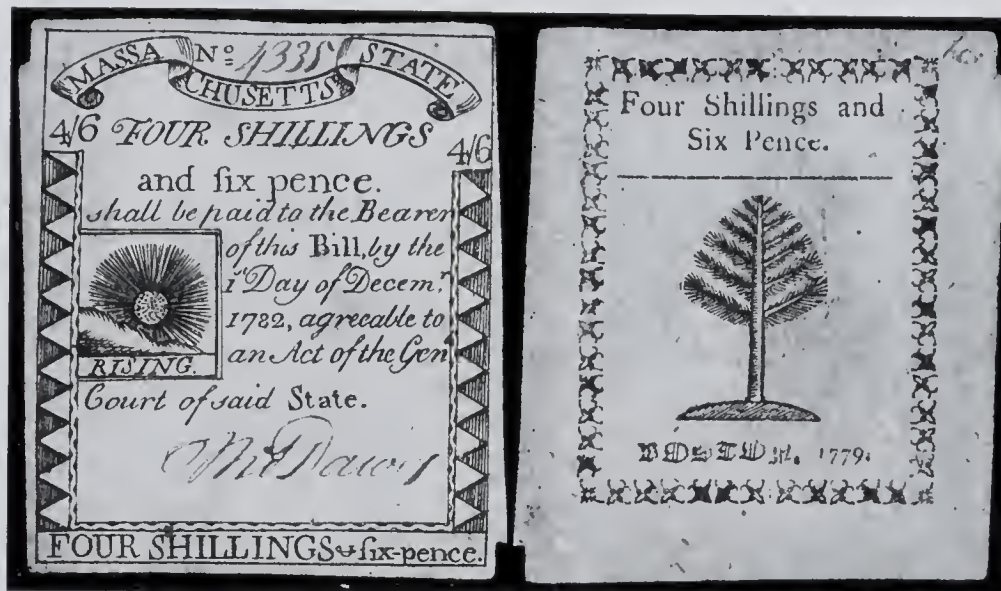 MASSA Nº 4335 STATE
CHUSETTS
4/6 FOUR SHILLINGS 4/6
and ſix pence.
shall be paid to the Bearer
of this Bill, by the
1ˢᵗ Day of Decem.ʳ
1782, agreeable to
an Act of the Genˡ
RISING.
Court of said State.
FOUR SHILLINGS & ſix-pence.
Four Shillings and
Six Pence.
BOSTON, 1779.